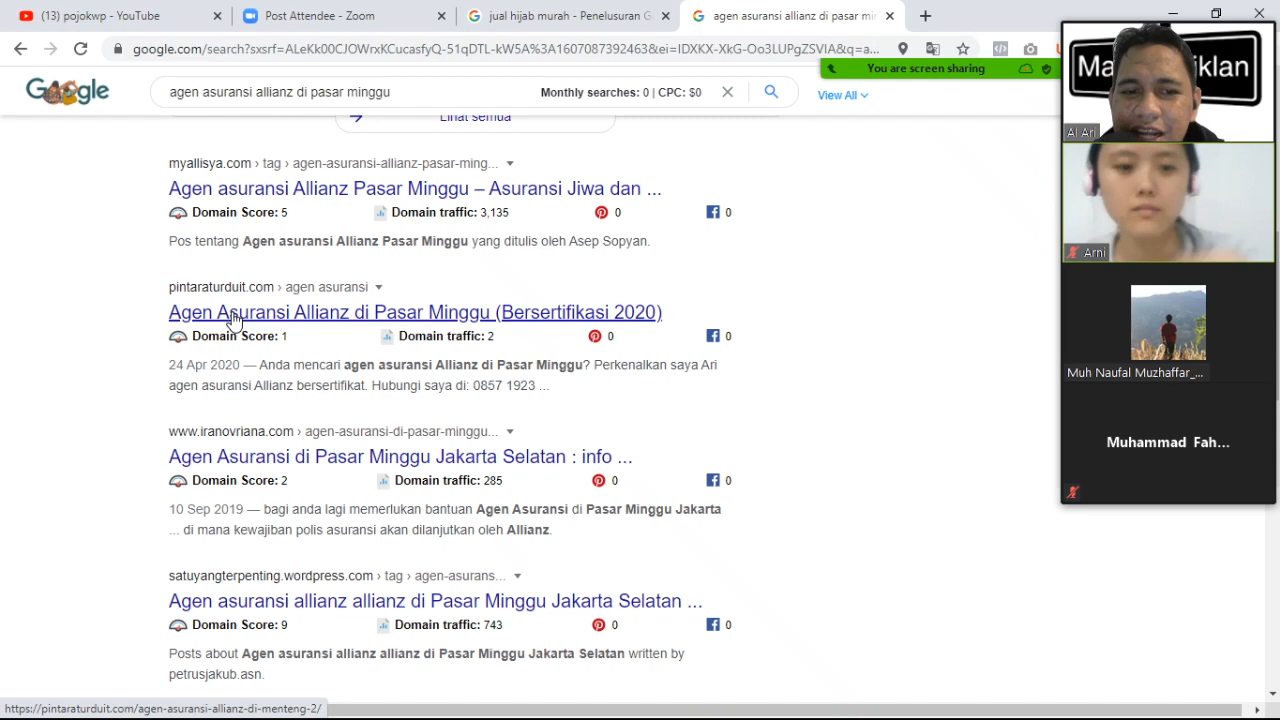 (13) pojokwp - YouTube
Post Attendee - Zoom
jual hijab murah - Penelusuran G
agen asuransi allianz di pasar min
google.com/search?sxsrf=ALeKk00CJOWrxKCucasfyQ-51qDTL-kW5A%3A1607087392463&ei=IDXKX-XkG-Oo3LUPgZSVIA&q=a...
You are screen sharing
agen asuransi allianz di pasar minggu
Monthly searches: 0 | CPC: $0
View All
Lihat semua
myallisya.com › tag › agen-asuransi-allianz-pasar-ming...
Agen asuransi Allianz Pasar Minggu – Asuransi Jiwa dan ...
Domain Score: 5 Domain traffic: 3,135 0 0
Pos tentang Agen asuransi Allianz Pasar Minggu yang ditulis oleh Asep Sopyan.
pintaraturduit.com › agen asuransi
Agen Asuransi Allianz di Pasar Minggu (Bersertifikasi 2020)
Domain Score: 1 Domain traffic: 2 0 0
24 Apr 2020 — Anda mencari agen asuransi Allianz di Pasar Minggu? Perkenalkan saya Ari
agen asuransi Allianz bersertifikat. Hubungi saya di: 0857 1923 ...
www.iranovriana.com › agen-asuransi-di-pasar-minggu...
Agen Asuransi di Pasar Minggu Jakarta Selatan : info ...
Domain Score: 2 Domain traffic: 285 0 0
10 Sep 2019 — bagi anda lagi memerlukan bantuan Agen Asuransi di Pasar Minggu Jakarta
... di mana kewajiban polis asuransi akan dilanjutkan oleh Allianz.
satuyangterpenting.wordpress.com › tag › agen-asurans...
Agen asuransi allianz allianz di Pasar Minggu Jakarta Selatan ...
Domain Score: 9 Domain traffic: 743 0 0
Posts about Agen asuransi allianz allianz di Pasar Minggu Jakarta Selatan written by
petrusjakub.asn.
https://pintaraturduit.com/agen-asuransi-allianz-di-menteng-2/
Al Ari
Arni
Muh Naufal Muzhaffar_...
Muhammad Fah...